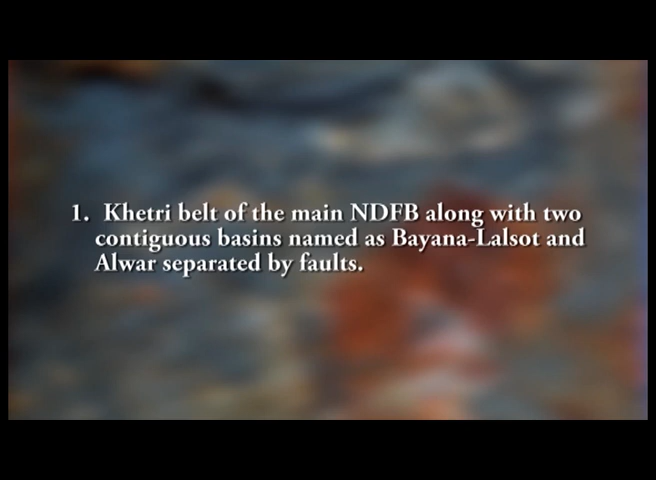 1. Khetri belt of the main NDFB along with two
contiguous basins named as Bayana-Lalsot and
Alwar separated by faults.